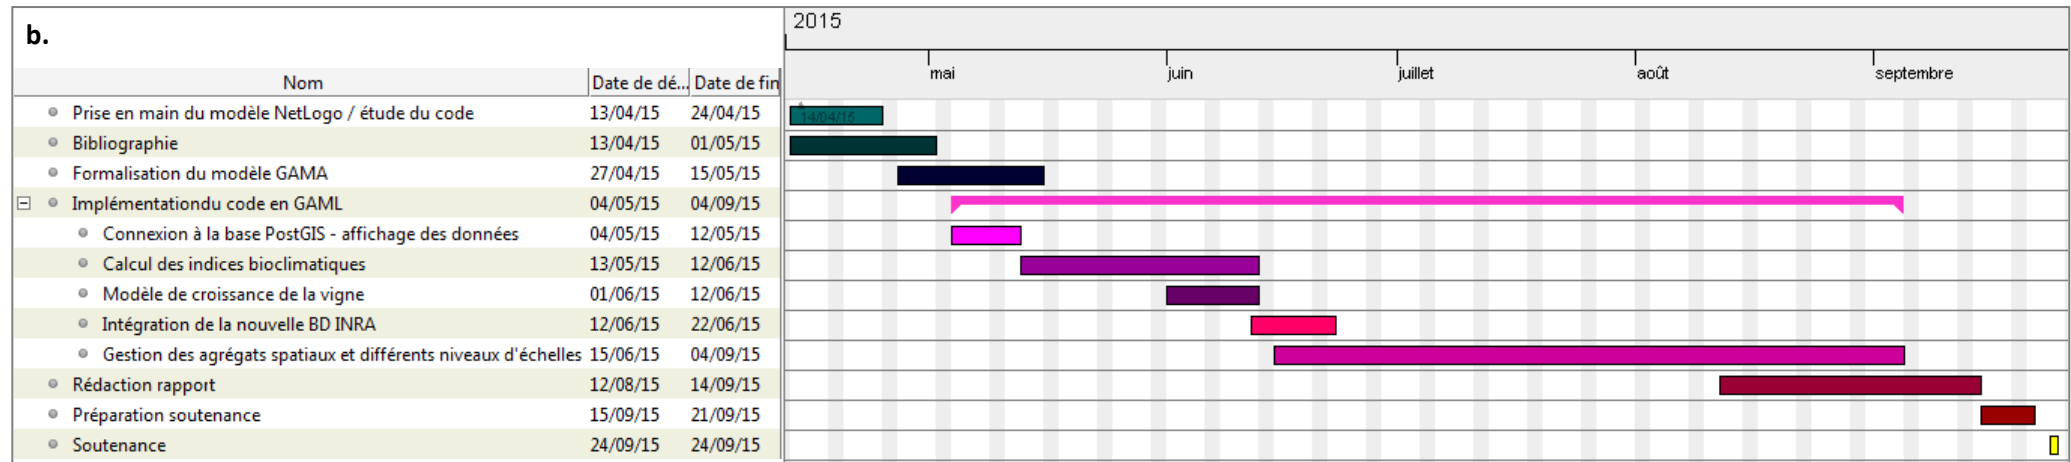 b.
2015
mai juin juillet août septembre
Nom Date de dé... Date de fin
Prise en main du modèle NetLogo / étude du code 13/04/15 24/04/15 14/04/15
Bibliographie 13/04/15 01/05/15
Formalisation du modèle GAMA 27/04/15 15/05/15
Implémentationdu code en GAML 04/05/15 04/09/15
Connexion à la base PostGIS - affichage des données 04/05/15 12/05/15
Calcul des indices bioclimatiques 13/05/15 12/06/15
Modèle de croissance de la vigne 01/06/15 12/06/15
Intégration de la nouvelle BD INRA 12/06/15 22/06/15
Gestion des agrégats spatiaux et différents niveaux d'échelles 15/06/15 04/09/15
Rédaction rapport 12/08/15 14/09/15
Préparation soutenance 15/09/15 21/09/15
Soutenance 24/09/15 24/09/15